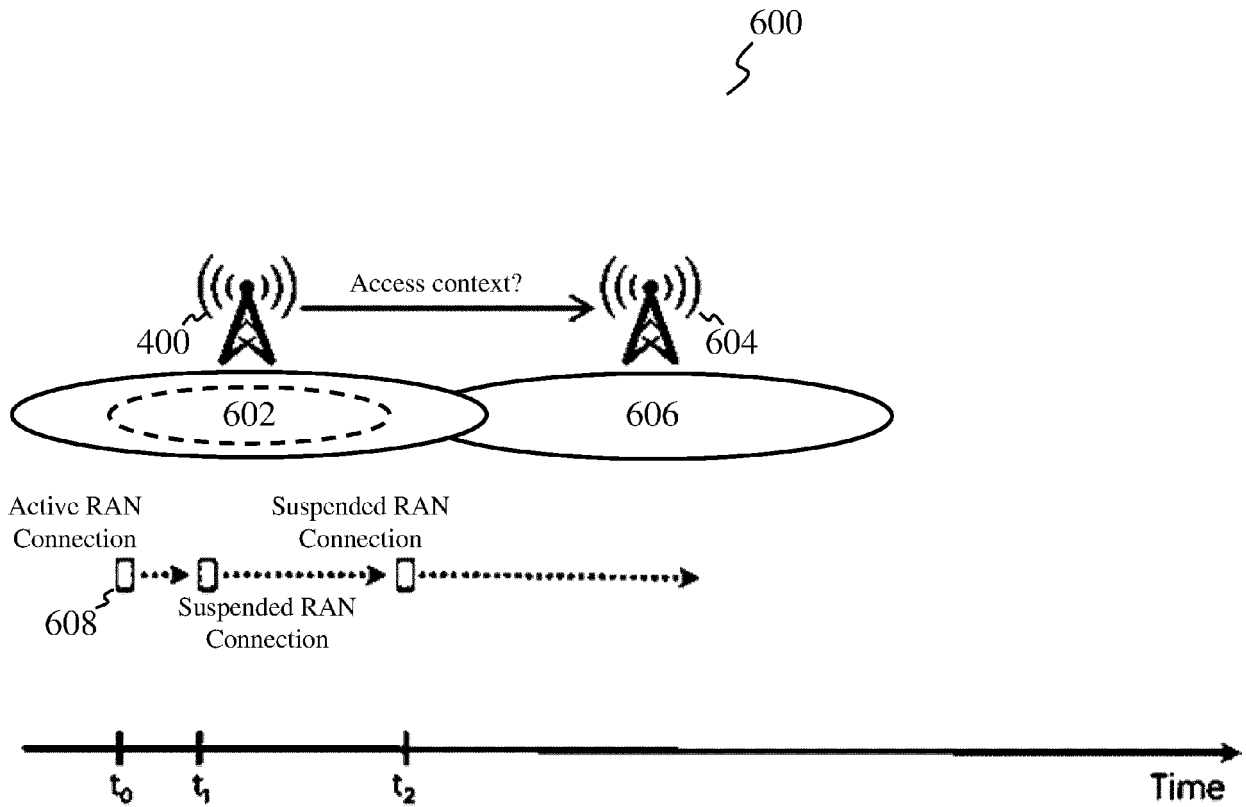 600
Access context?
400
604
602
606
Active RAN
Connection
Suspended RAN
Connection
608
Suspended RAN
Connection
t0
t1
t2
Time